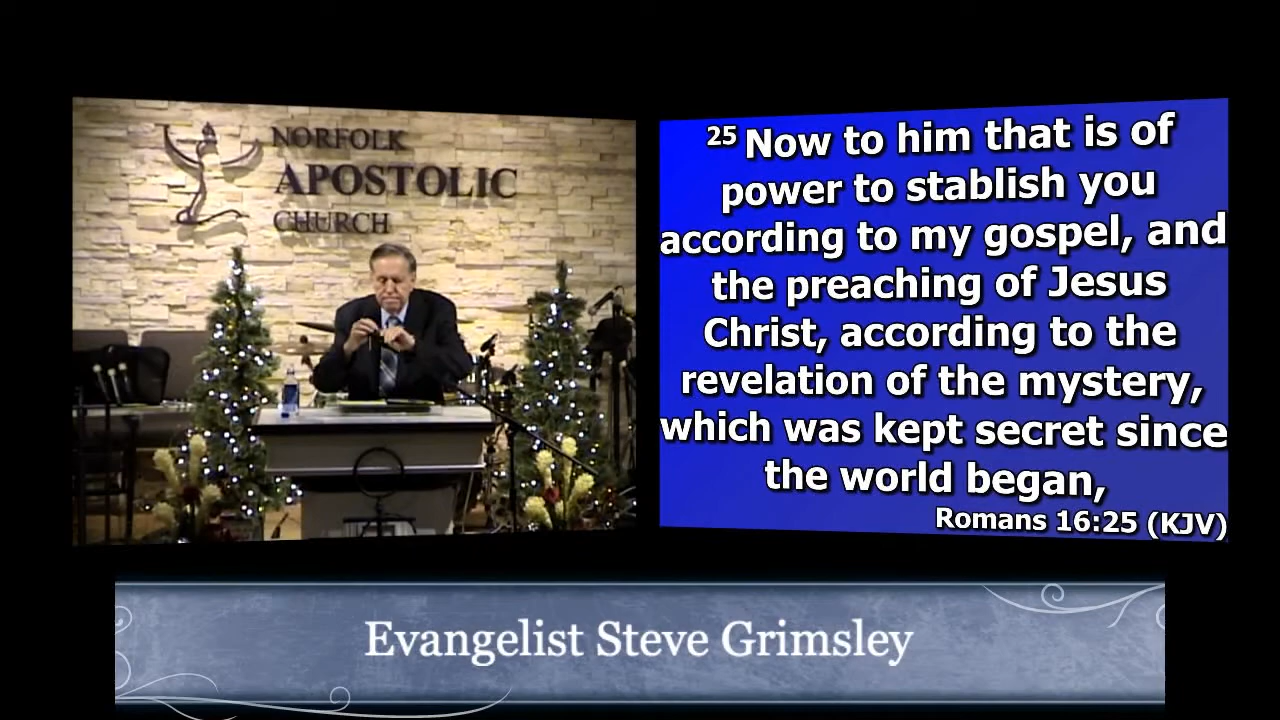 NORFOLK
APOSTOLIC
CHURCH
25 Now to him that is of
power to stablish you
according to my gospel, and
the preaching of Jesus
Christ, according to the
revelation of the mystery,
which was kept secret since
the world began,
Romans 16:25 (KJV)
Evangelist Steve Grimsley